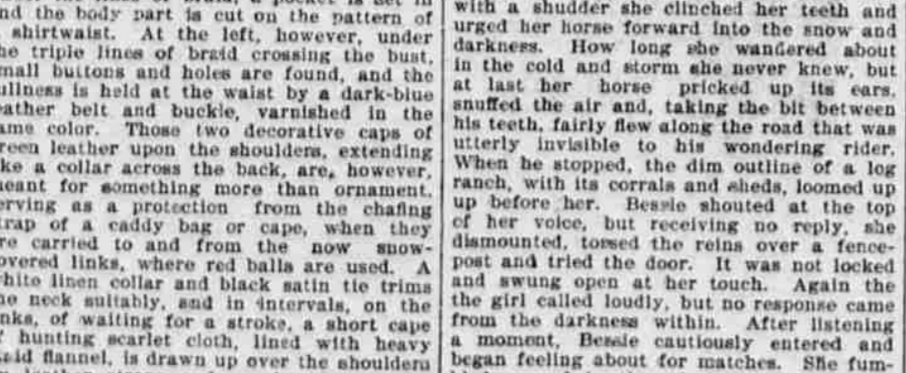 nd the body part is cut on the pattern of
shirtwaist. At the left, however, under
he triple lines of braid crossing the bust,
mall buttons and holes are found, and the
ullness is held at the waist by a dark-blue
eather belt and buckle, varnished in the
ame color. Those two decorative caps of
reen leather upon the shoulders, extending
ke a collar across the back, are, however,
eant for something more than ornament,
erving as a protection from the chafing
trap of a caddy bag or cape, when they
re carried to and from the now snow-
overed links, where red balls are used. A
hite linen collar and black satin tie trims
he neck suitably, and in intervals, on the
nks, of waiting for a stroke, a short cape
f hunting scarlet cloth, lined with heavy
flannel, is drawn up over the shoulders
with a shudder she clinched her teeth and
urged her horse forward into the snow and
darkness. How long she wandered about
in the cold and storm she never knew, but
at last her horse pricked up its ears,
snuffed the air and, taking the bit between
his teeth, fairly flew along the road that was
utterly invisible to his wondering rider.
When he stopped, the dim outline of a log
ranch, with its corrals and sheds, loomed up
up before her. Bessie shouted at the top
of her voice, but receiving no reply, she
dismounted, tossed the reins over a fence-
post and tried the door. It was not locked
and swung open at her touch. Again the
the girl called loudly, but no response came
from the darkness within. After listening
a moment, Bessie cautiously entered and
began feeling about for matches. She fum-